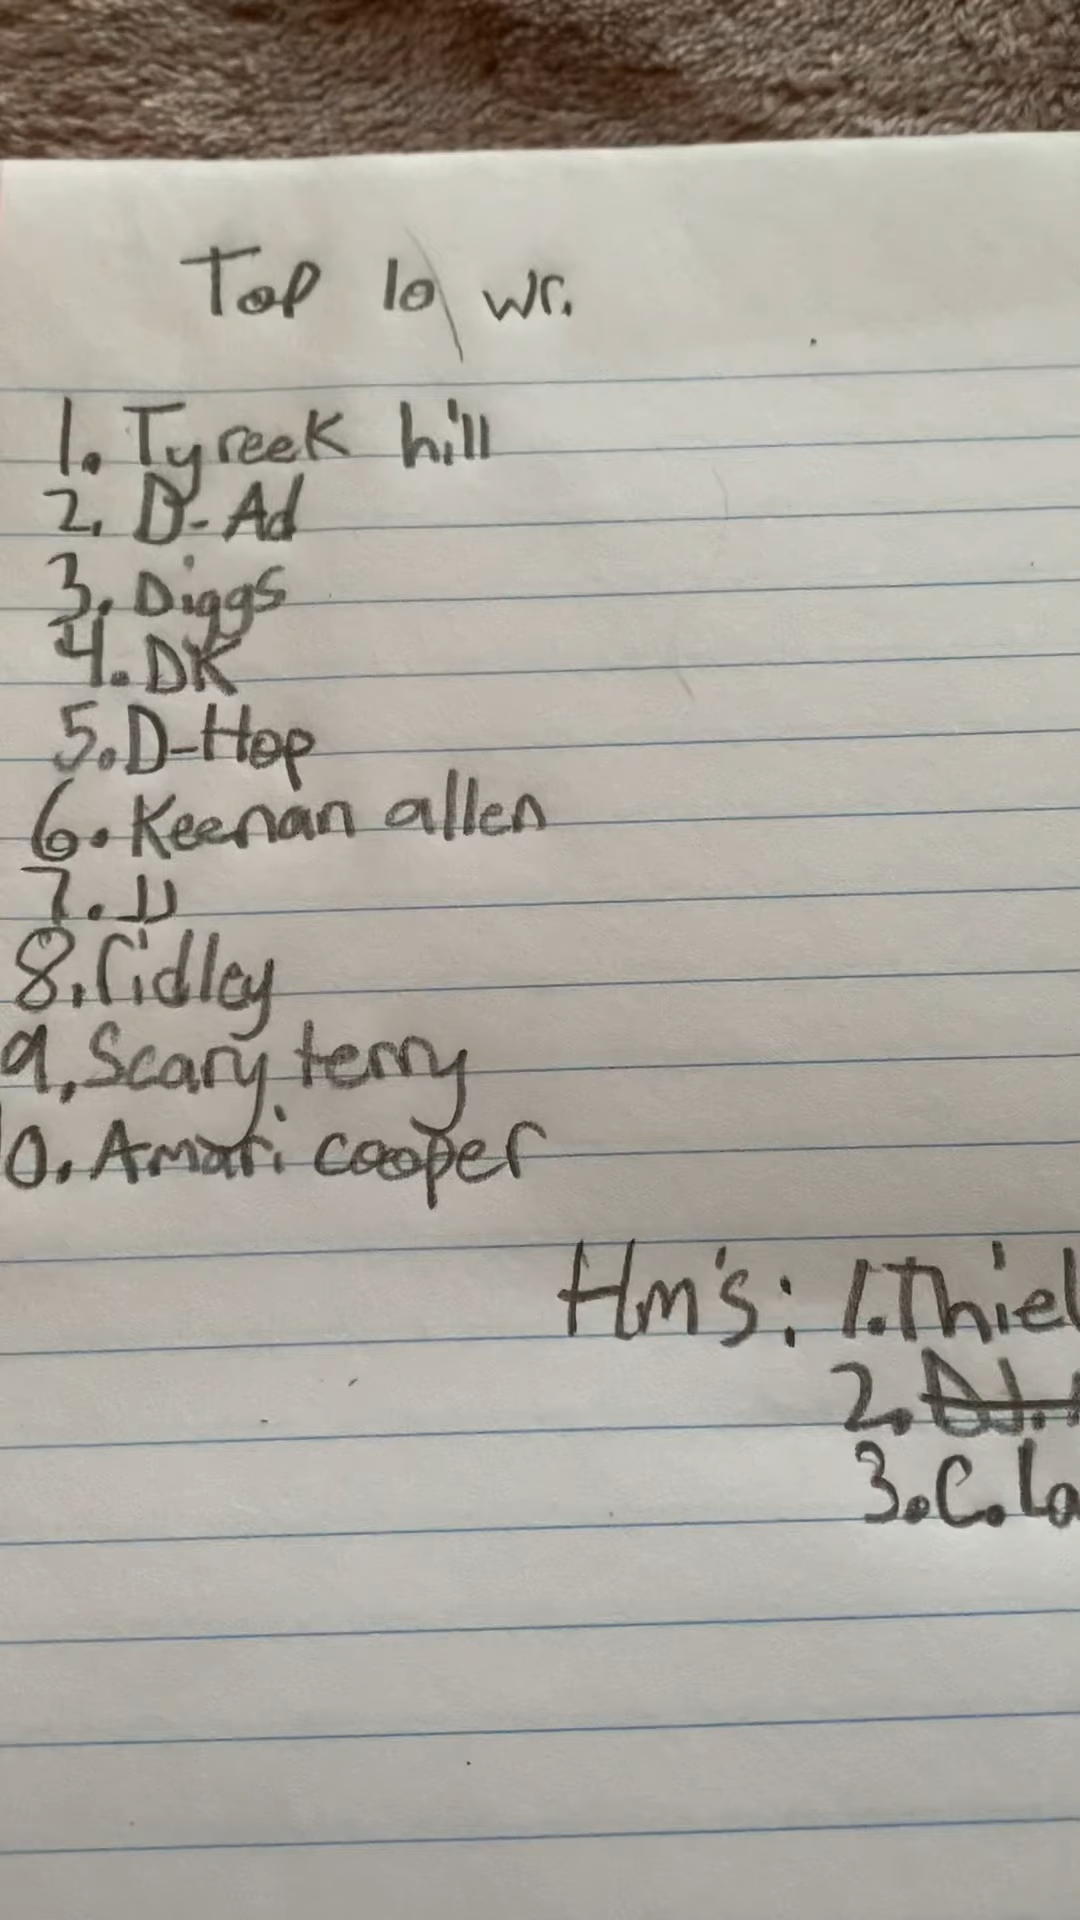 Top 10 wr.
1. Tyreek hill
2. D-Ad
3. Diggs
4. DK
5. D-Hop
6. Keenan allen
7. JJ
8. ridley
9. Scary terry
0. Amari cooper
Hm's: 1. Thiel
2.
3. C. La